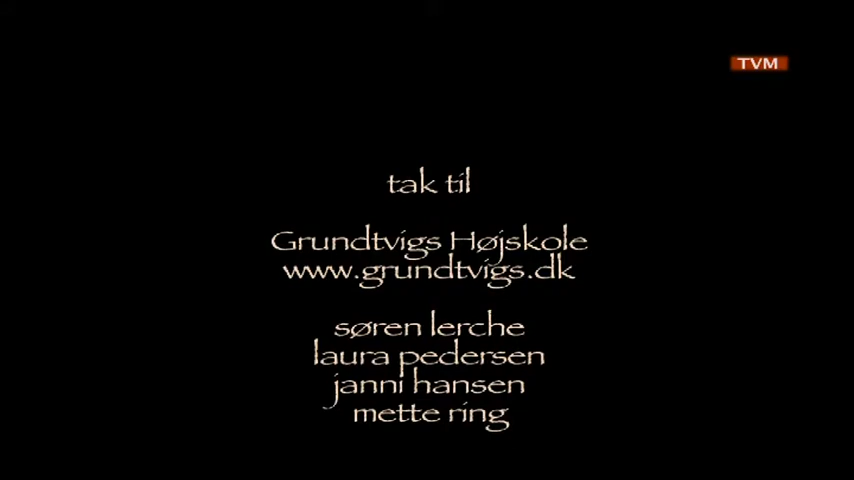 TVM
tak til
Grundtvigs Højskole
www.grundtvigs.dk
søren lerche
laura pedersen
janni hansen
mette ring